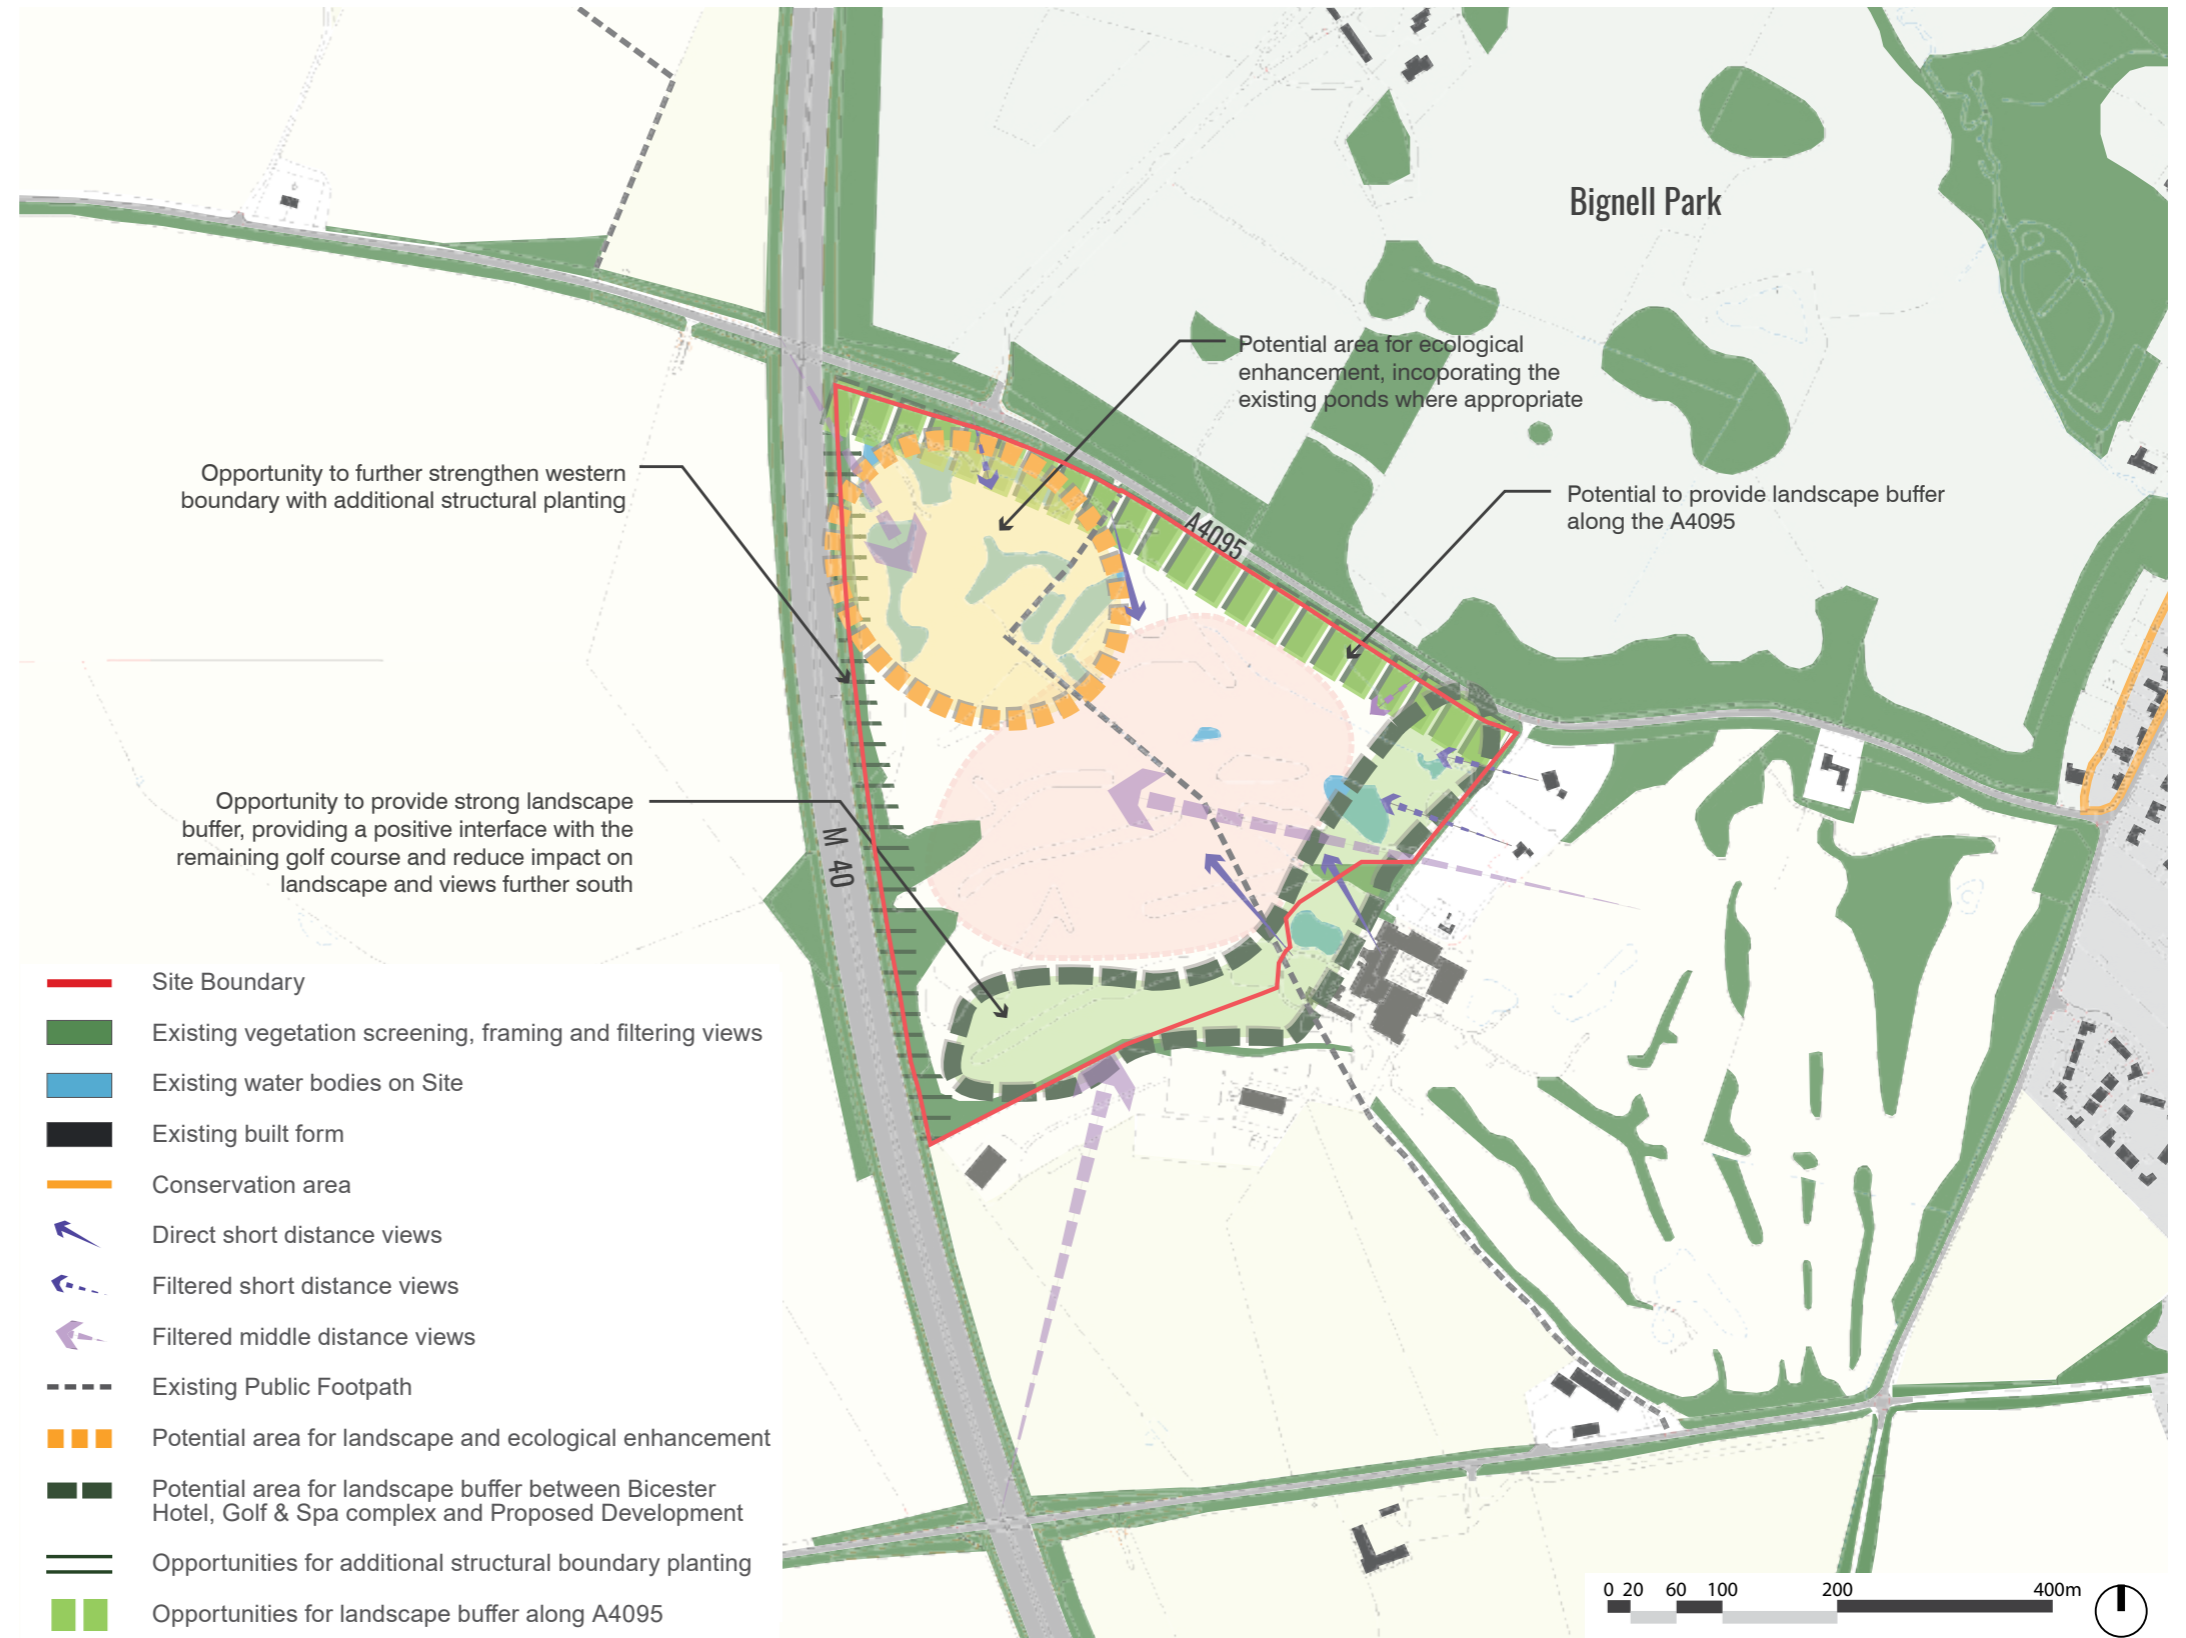 Bignell Park
Potential area for ecological
enhancement, incoporating the
existing ponds where appropriate
Opportunity to further strengthen western
boundary with additional structural planting
Potential to provide landscape buffer
along the A4095
A4095
Opportunity to provide strong landscape
buffer, providing a positive interface with the
remaining golf course and reduce impact on
landscape and views further south
M 40
Site Boundary
Existing vegetation screening, framing and filtering views
Existing water bodies on Site
Existing built form
Conservation area
Direct short distance views
Filtered short distance views
Filtered middle distance views
Existing Public Footpath
Potential area for landscape and ecological enhancement
Potential area for landscape buffer between Bicester
Hotel, Golf & Spa complex and Proposed Development
Opportunities for additional structural boundary planting
Opportunities for landscape buffer along A4095
0 20 60 100 200 400m